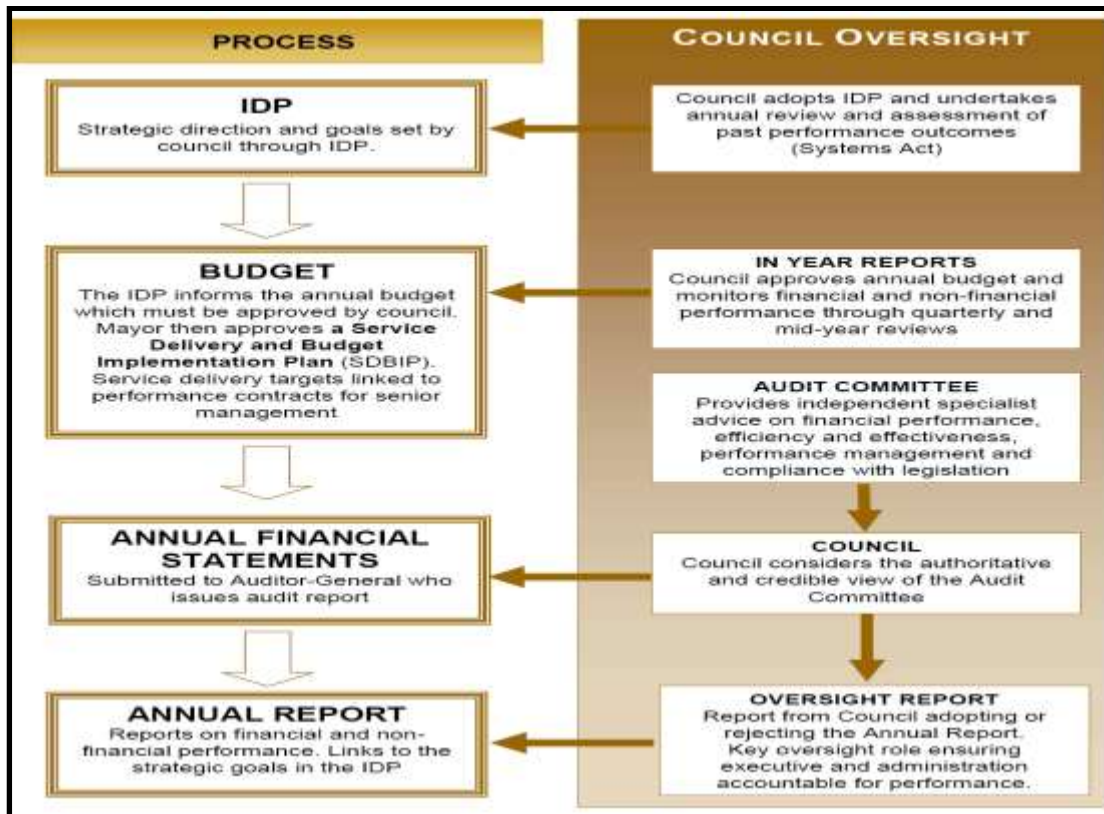 PROCESS
COUNCIL OVERSIGHT
IDP
Strategic direction and goals set by
council through IDP.
Council adopts IDP and undertakes
annual review and assessment of
past performance outcomes
(Systems Act)
BUDGET
The IDP informs the annual budget
which must be approved by council.
Mayor then approves a Service
Delivery and Budget
Implementation Plan (SDBIP).
Service delivery targets linked to
performance contracts for senior
management
IN YEAR REPORTS
Council approves annual budget and
monitors financial and non-financial
performance through quarterly and
mid-year reviews
AUDIT COMMITTEE
Provides independent specialist
advice on financial performance,
efficiency and effectiveness,
performance management and
compliance with legislation
ANNUAL FINANCIAL
STATEMENTS
Submitted to Auditor-General who
issues audit report
COUNCIL
Council considers the authoritative
and credible view of the Audit
Committee
ANNUAL REPORT
Reports on financial and non-
financial performance. Links to the
strategic goals in the IDP
OVERSIGHT REPORT
Report from Council adopting or
rejecting the Annual Report.
Key oversight role ensuring
executive and administration
accountable for performance.